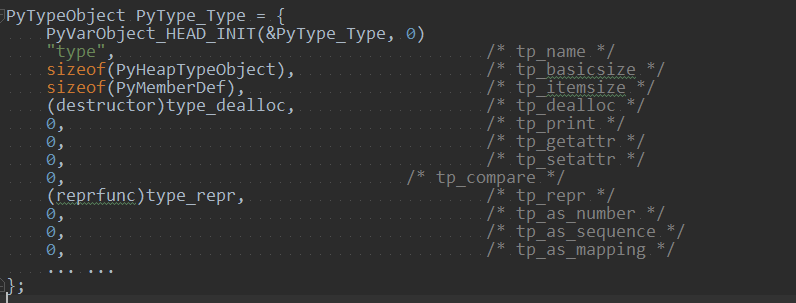 PyTypeObject PyType_Type = {
PyVarObject_HEAD_INIT(&PyType_Type, 0)
"type", /* tp_name */
sizeof(PyHeapTypeObject), /* tp_basicsize */
sizeof(PyMemberDef), /* tp_itemsize */
(destructor)type_dealloc, /* tp_dealloc */
0, /* tp_print */
0, /* tp_getattr */
0, /* tp_setattr */
0, /* tp_compare */
(reprfunc)type_repr, /* tp_repr */
0, /* tp_as_number */
0, /* tp_as_sequence */
0, /* tp_as_mapping */
... ...
};